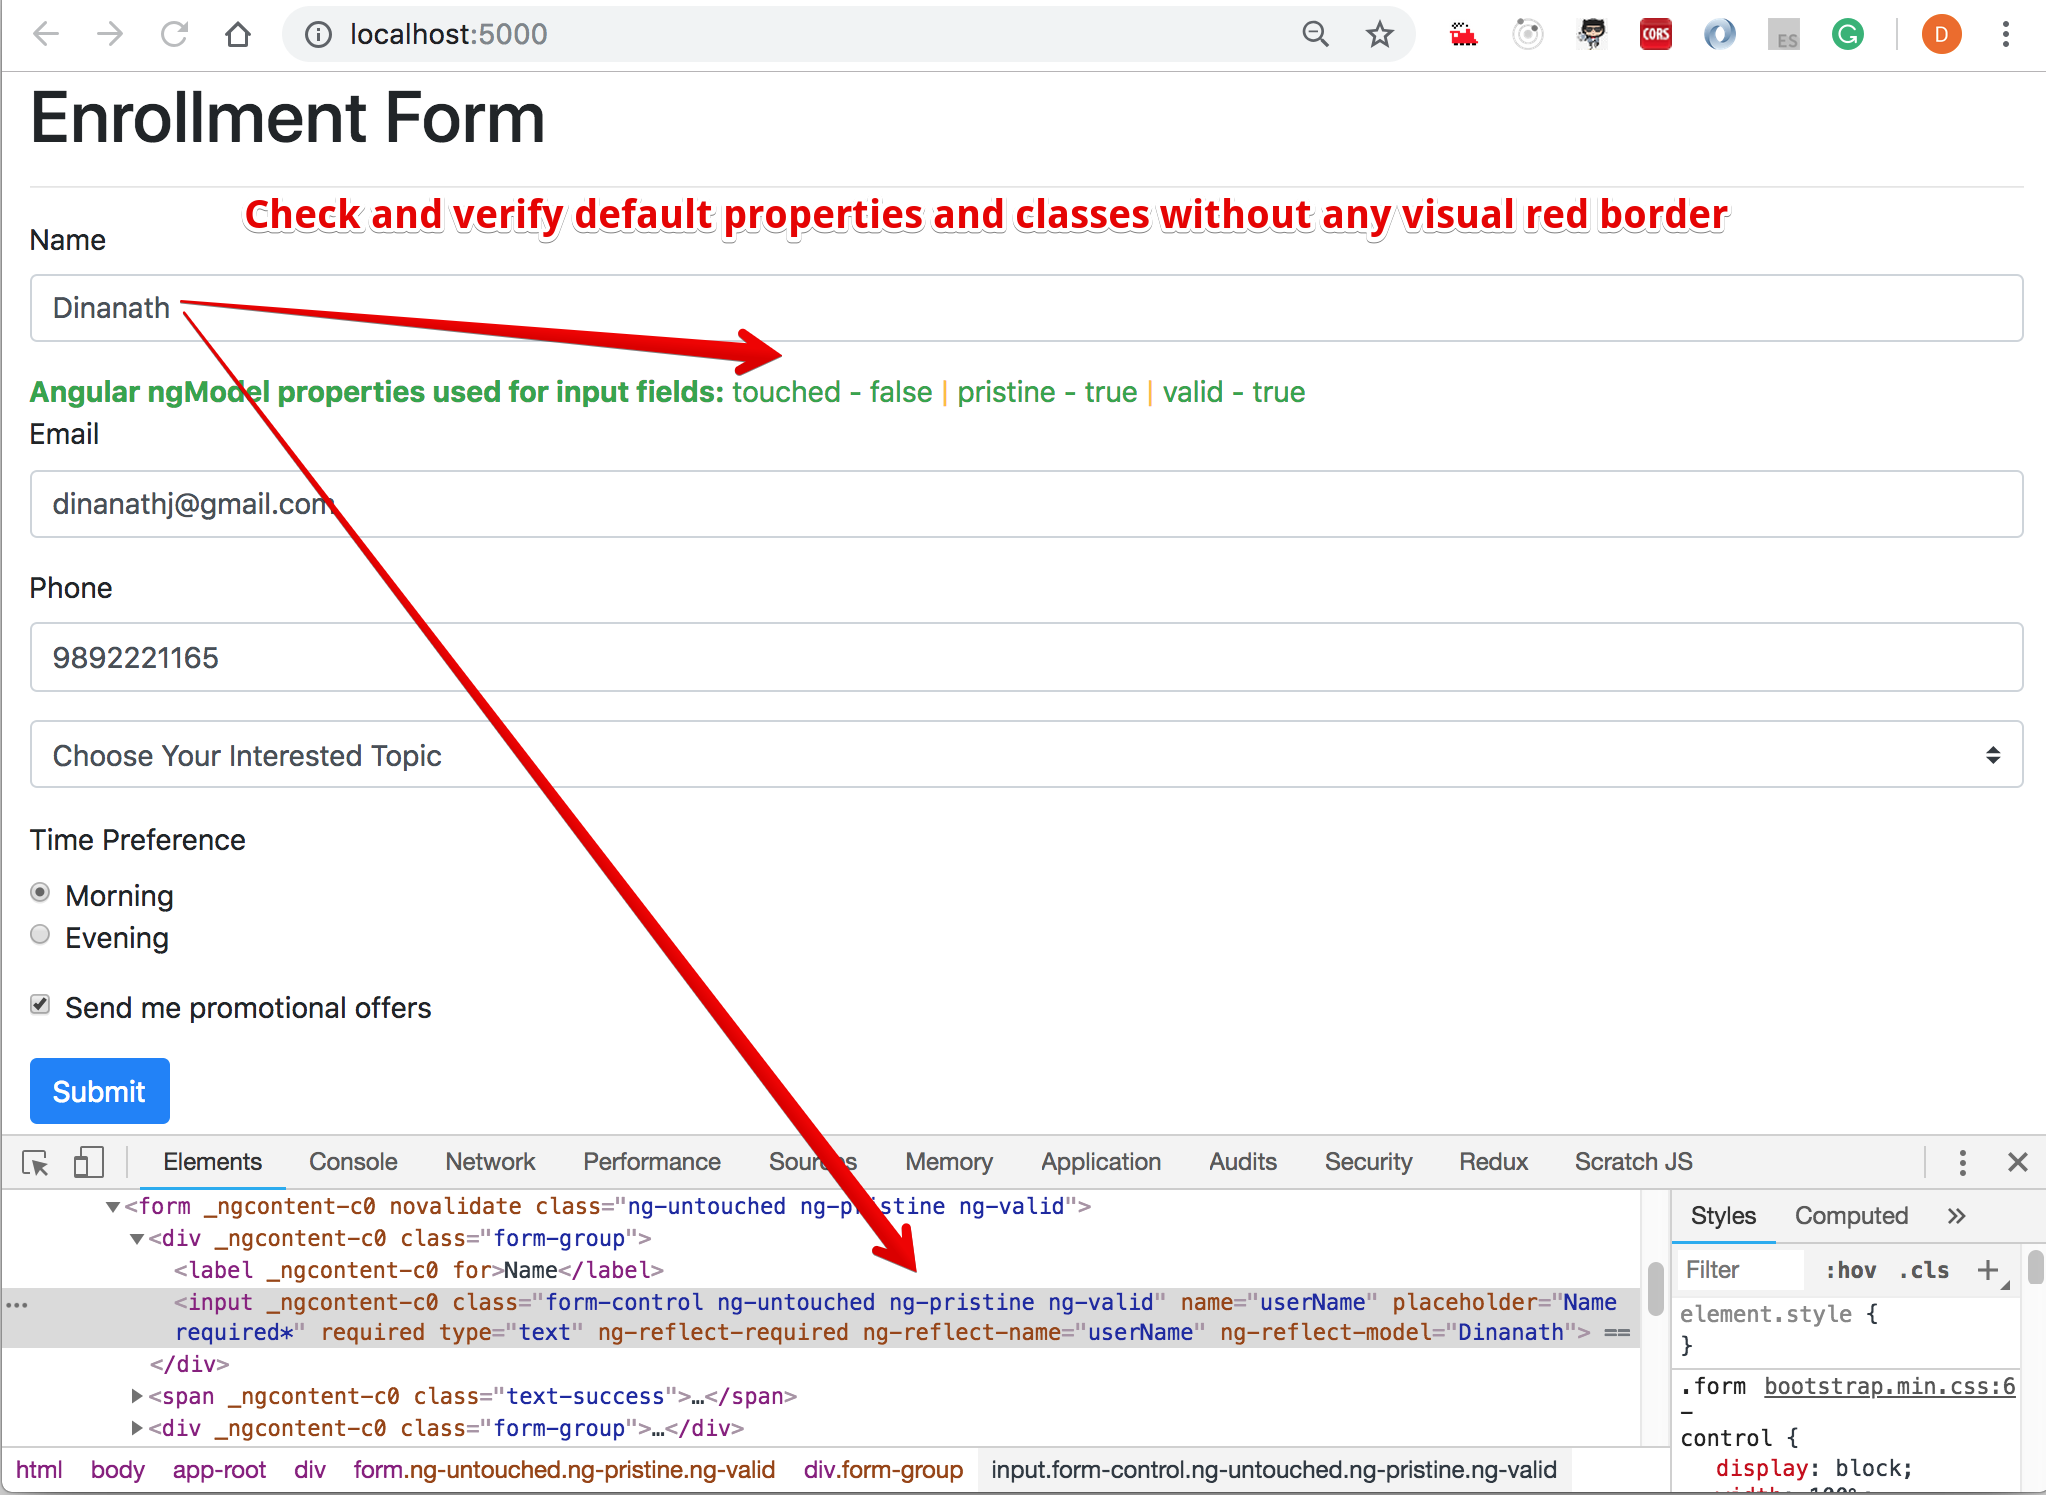 localhost:5000
CORS
ES
G
D
Enrollment Form
Check and verify default properties and classes without any visual red border
Name
Dinanath
Angular ngModel properties used for input fields: touched - false | pristine - true | valid - true
Email
dinanathj@gmail.com
Phone
9892221165
Choose Your Interested Topic
Time Preference
Morning
Evening
Send me promotional offers
Submit
Elements Console Network Performance Sources Memory Application Audits Security Redux Scratch JS
<form _ngcontent-c0 novalidate class="ng-untouched ng-pristine ng-valid">
<div _ngcontent-c0 class="form-group">
<label _ngcontent-c0 for>Name</label>
<input _ngcontent-c0 class="form-control ng-untouched ng-pristine ng-valid" name="userName" placeholder="Name
required*" required type="text" ng-reflect-required ng-reflect-name="userName" ng-reflect-model="Dinanath"> ==
</div>
<span _ngcontent-c0 class="text-success">…</span>
<div _ngcontent-c0 class="form-group">…</div>
html body app-root div form.ng-untouched.ng-pristine.ng-valid div.form-group input.form-control.ng-untouched.ng-pristine.ng-valid
Styles Computed »
Filter :hov .cls +
element.style {
}
.form bootstrap.min.css:6
-
control {
display: block;
width: 100%;